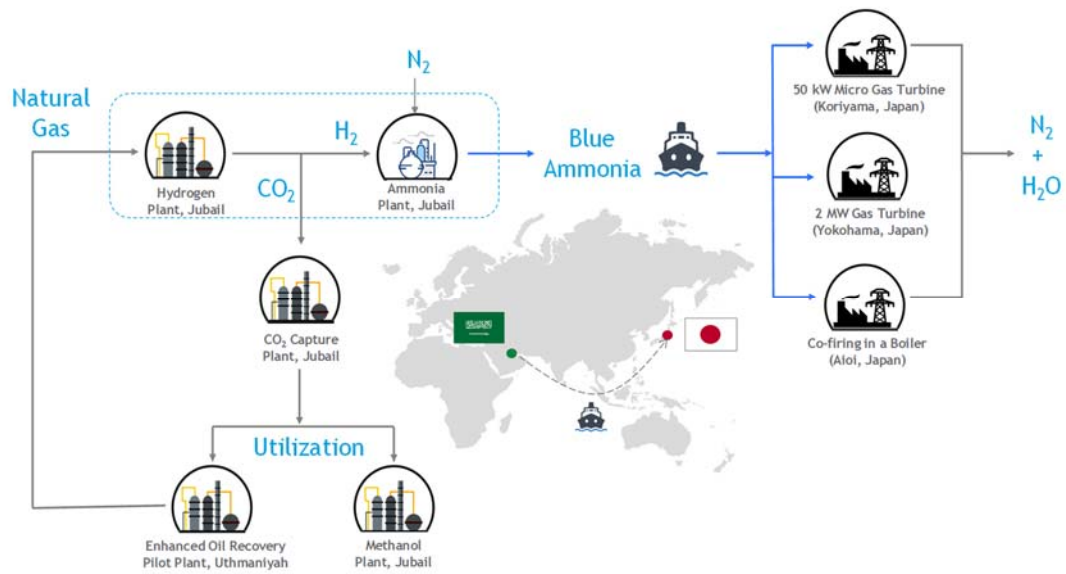 Natural
Gas
Hydrogen
Plant, Jubail
CO₂
H₂
N₂
Ammonia
Plant, Jubail
Blue
Ammonia
50 kW Micro Gas Turbine
(Koriyama, Japan)
2 MW Gas Turbine
(Yokohama, Japan)
Co-firing in a Boiler
(Aioi, Japan)
N₂
+
H₂O
CO₂ Capture
Plant, Jubail
Utilization
Enhanced Oil Recovery
Pilot Plant, Uthmaniyah
Methanol
Plant, Jubail